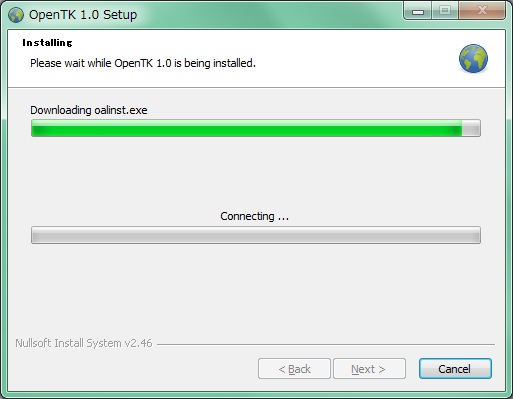 OpenTK 1.0 Setup
Installing
Please wait while OpenTK 1.0 is being installed.
Downloading oalinst.exe
Connecting ...
Nullsoft Install System v2.46
< Back
Next >
Cancel